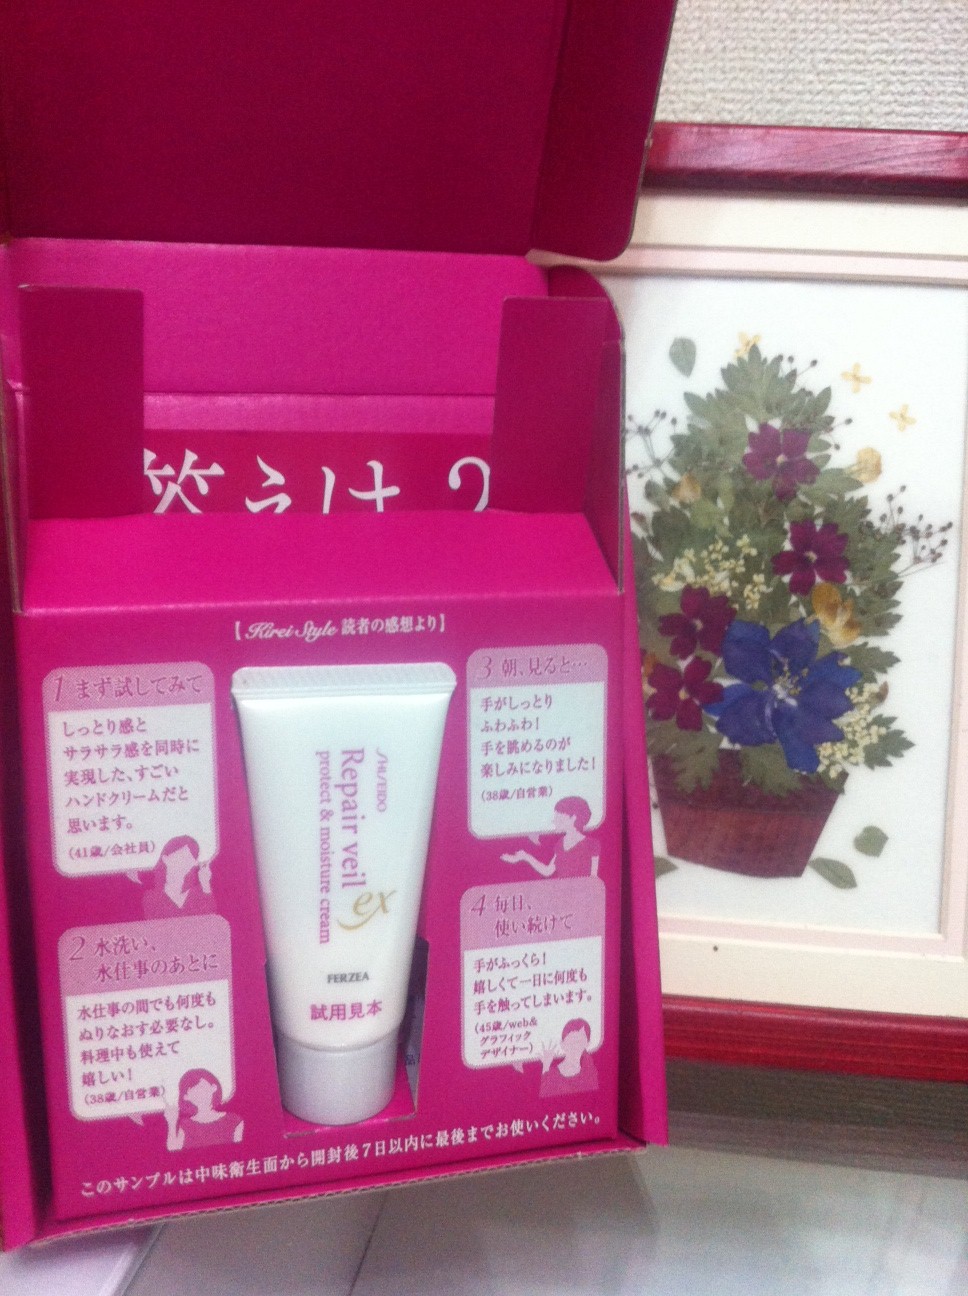 笑うけ?
【Kirei Style 読者の感想より】
1 まず試してみて
しっとり感と
サラサラ感を同時に
実現した、すごい
ハンドクリームだと
思います。
(41歳/会社員)
2 水洗い、
水仕事のあとに
水仕事の間でも何度も
ぬりなおす必要なし。
料理中も使えて
嬉しい!
(38歳/自営業)
SHISEIDO
Repair veil ex
protect & moisture cream
FERZEA
試用見本
3 朝、見ると…
手がしっとり
ふわふわ!
手を眺めるのが
楽しみになりました!
(38歳/自営業)
4 毎日、
使い続けて
手がふっくら!
嬉しくて一日に何度も
手を触ってしまいます。
(45歳/web&
グラフィック
デザイナー)
品
このサンプルは中味衛生面から開封後7日以内に最後までお使いください。